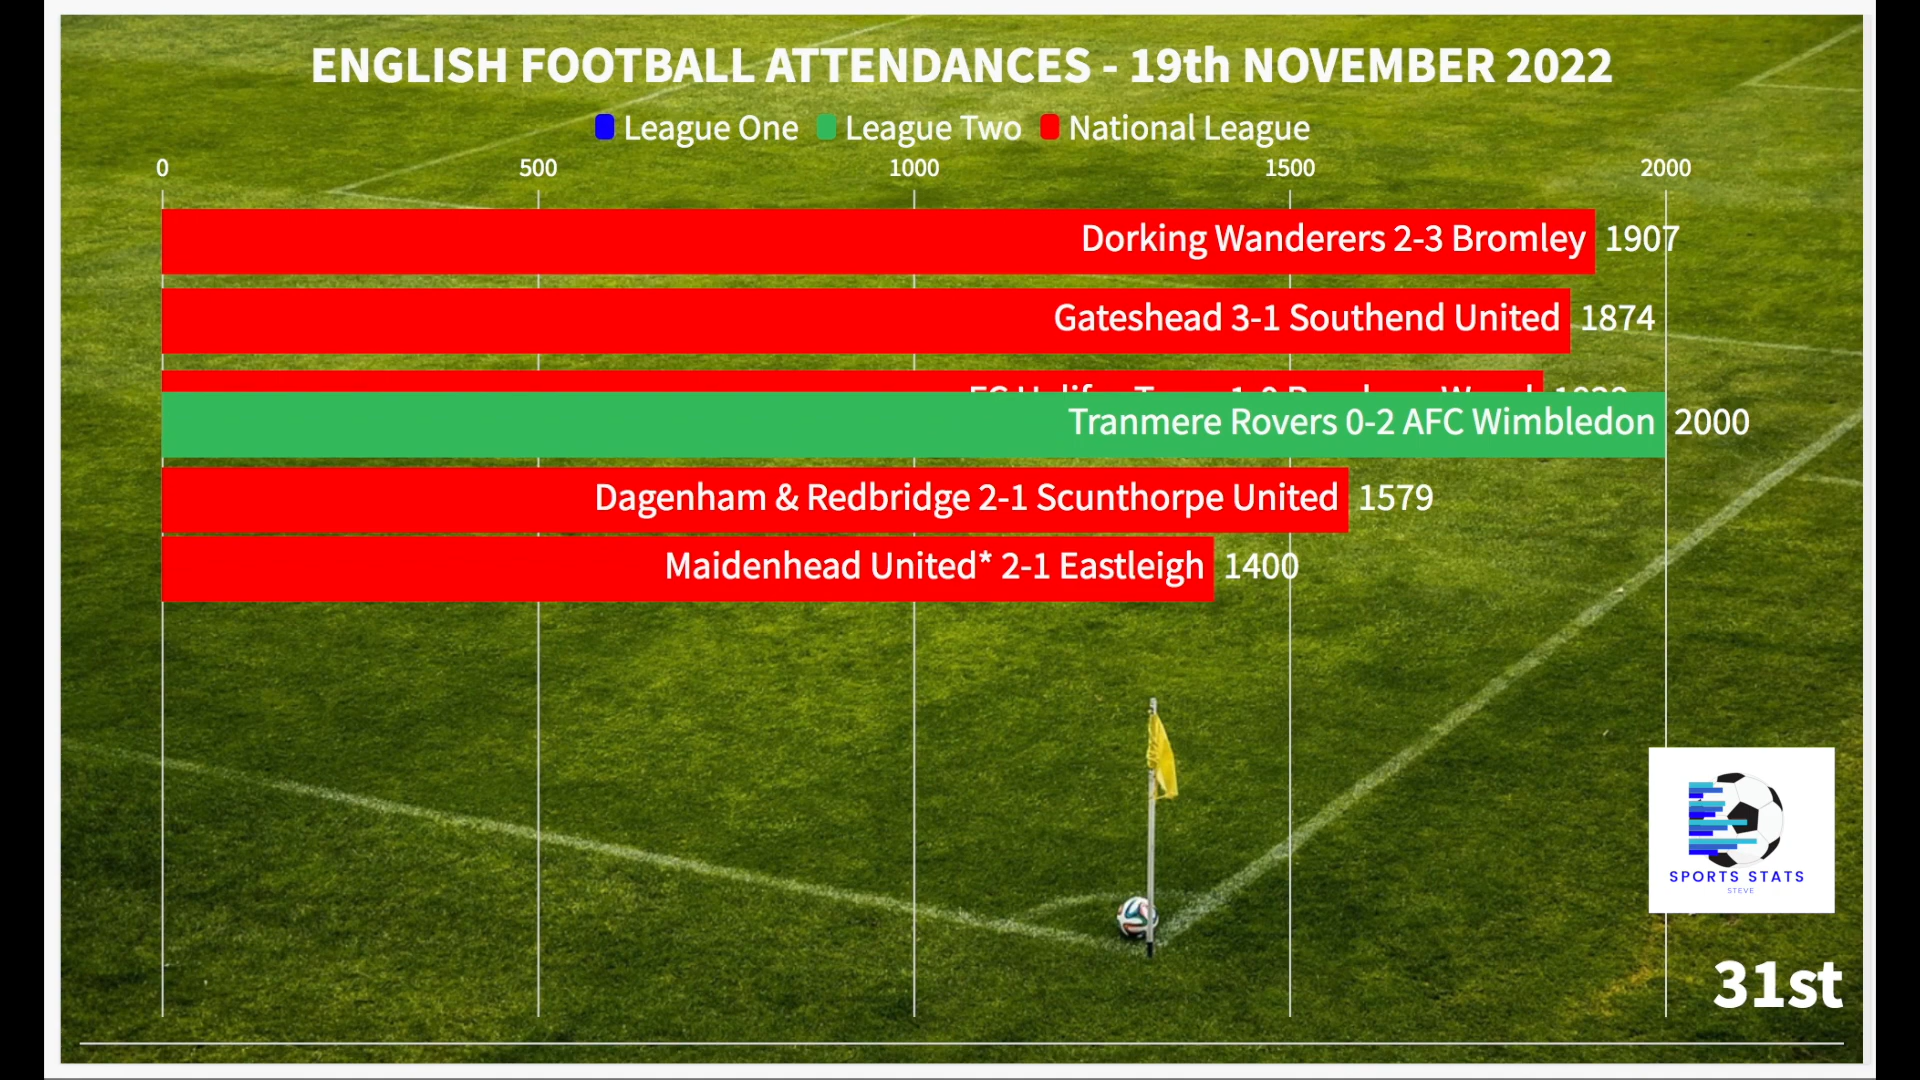 ENGLISH FOOTBALL ATTENDANCES - 19th NOVEMBER 2022
League One League Two National League
0 500 1000 1500 2000
Dorking Wanderers 2-3 Bromley 1907
Gateshead 3-1 Southend United 1874
Tranmere Rovers 0-2 AFC Wimbledon 2000
Dagenham & Redbridge 2-1 Scunthorpe United 1579
Maidenhead United* 2-1 Eastleigh 1400
SPORTS STATS
STEVE
31st